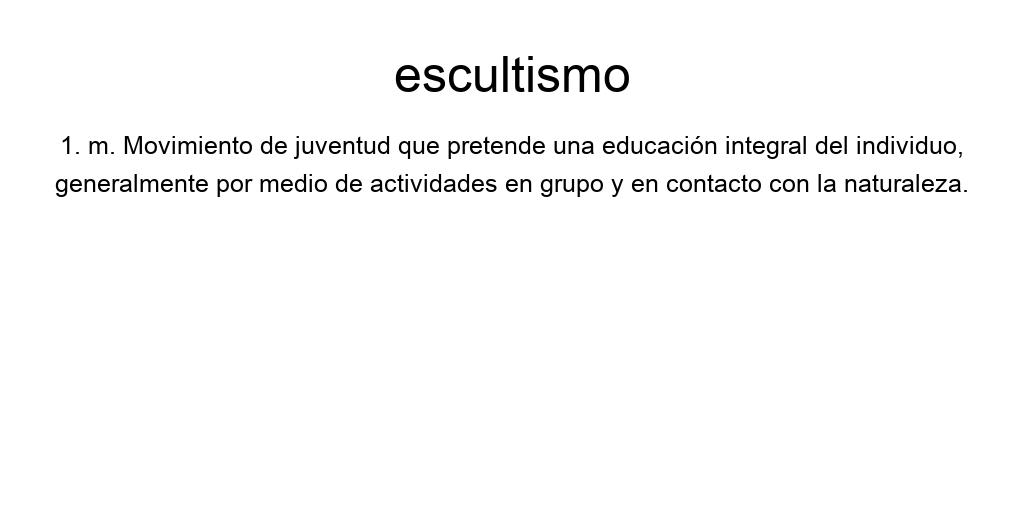 escultismo
1. m. Movimiento de juventud que pretende una educación integral del individuo,
generalmente por medio de actividades en grupo y en contacto con la naturaleza.